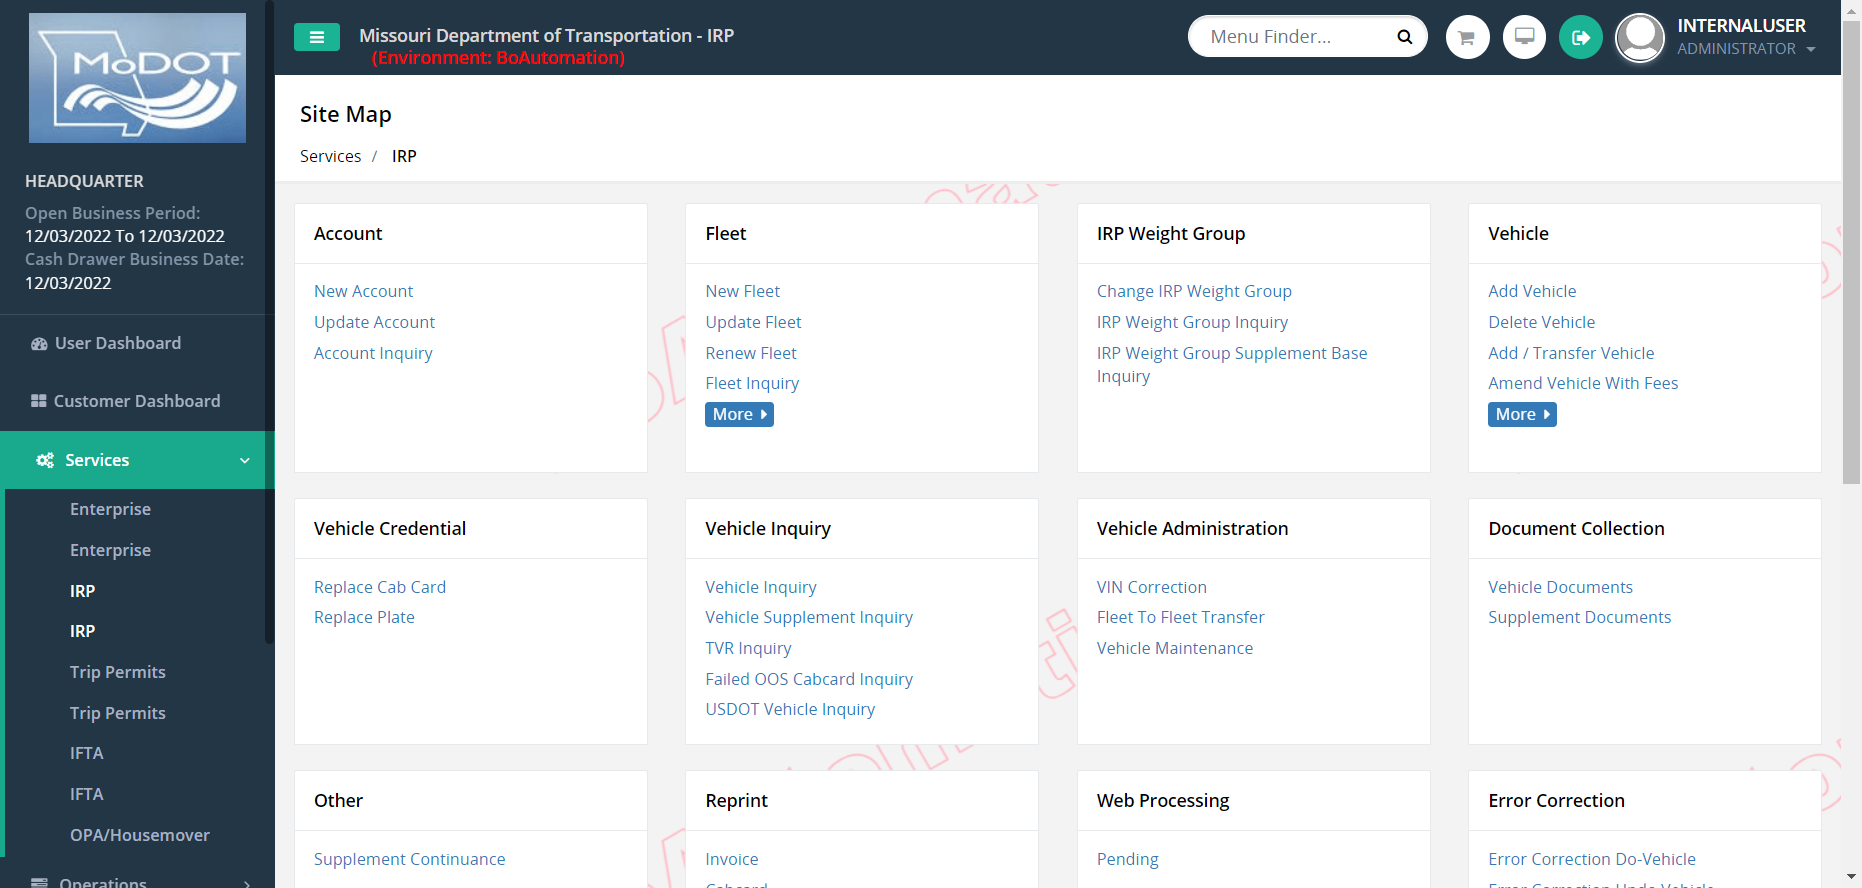 MoDOT
Missouri Department of Transportation - IRP
(Environment: BoAutomation)
Menu Finder...
INTERNALUSER
ADMINISTRATOR
HEADQUARTER
Open Business Period:
12/03/2022 To 12/03/2022
Cash Drawer Business Date:
12/03/2022
User Dashboard
Customer Dashboard
Services
Enterprise
Enterprise
IRP
IRP
Trip Permits
Trip Permits
IFTA
IFTA
OPA/Housemover
Operations
Site Map
Services / IRP
Account
New Account
Update Account
Account Inquiry
Fleet
New Fleet
Update Fleet
Renew Fleet
Fleet Inquiry
More
IRP Weight Group
Change IRP Weight Group
IRP Weight Group Inquiry
IRP Weight Group Supplement Base
Inquiry
Vehicle
Add Vehicle
Delete Vehicle
Add / Transfer Vehicle
Amend Vehicle With Fees
More
Vehicle Credential
Replace Cab Card
Replace Plate
Vehicle Inquiry
Vehicle Inquiry
Vehicle Supplement Inquiry
TVR Inquiry
Failed OOS Cabcard Inquiry
USDOT Vehicle Inquiry
Vehicle Administration
VIN Correction
Fleet To Fleet Transfer
Vehicle Maintenance
Document Collection
Vehicle Documents
Supplement Documents
Other
Supplement Continuance
Reprint
Invoice
Cabcard
Web Processing
Pending
Error Correction
Error Correction Do-Vehicle
Error Correction Undo Vehicle